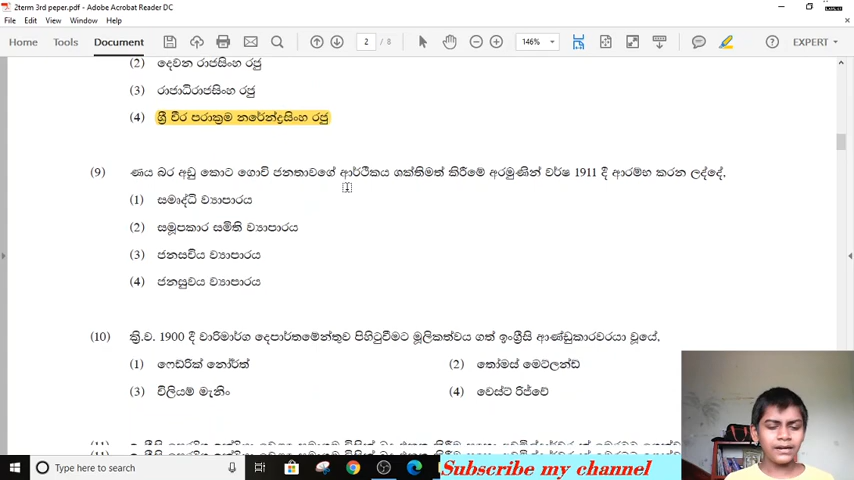 2term 3rd peper.pdf - Adobe Acrobat Reader DC
File Edit View Window Help
Home Tools Document 2 / 8 146% EXPERT
(2) දෙවන රාජසිංහ රජු
(3) රාජාධිරාජසිංහ රජු
(4) ශ්‍රී වීර පරාක්‍රම නරේන්ද්‍රසිංහ රජු
(9) ණය බර අඩු කොට ගොවි ජනතාවගේ ආර්ථිකය ශක්තිමත් කිරීමේ අරමුණින් වර්ෂ 1911 දී ආරම්භ කරන ලද්දේ,
(1) සමෘද්ධි ව්‍යාපාරය
(2) සමූපකාර සමිති ව්‍යාපාරය
(3) ජනසවිය ව්‍යාපාරය
(4) ජනසුවය ව්‍යාපාරය
(10) ක්‍රි.ව. 1900 දී වාරිමාර්ග දෙපාර්තමේන්තුව පිහිටුවීමට මූලිකත්වය ගත් ඉංග්‍රීසි ආණ්ඩුකාරවරයා වූයේ,
(1) ෆෙඩ්රික් නෝර්ත් (2) තෝමස් මෙට්ලන්ඩ්
(3) විලියම් මැනිං (4) වෙස්ට් රිජ්වේ
Type here to search
Subscribe my channel